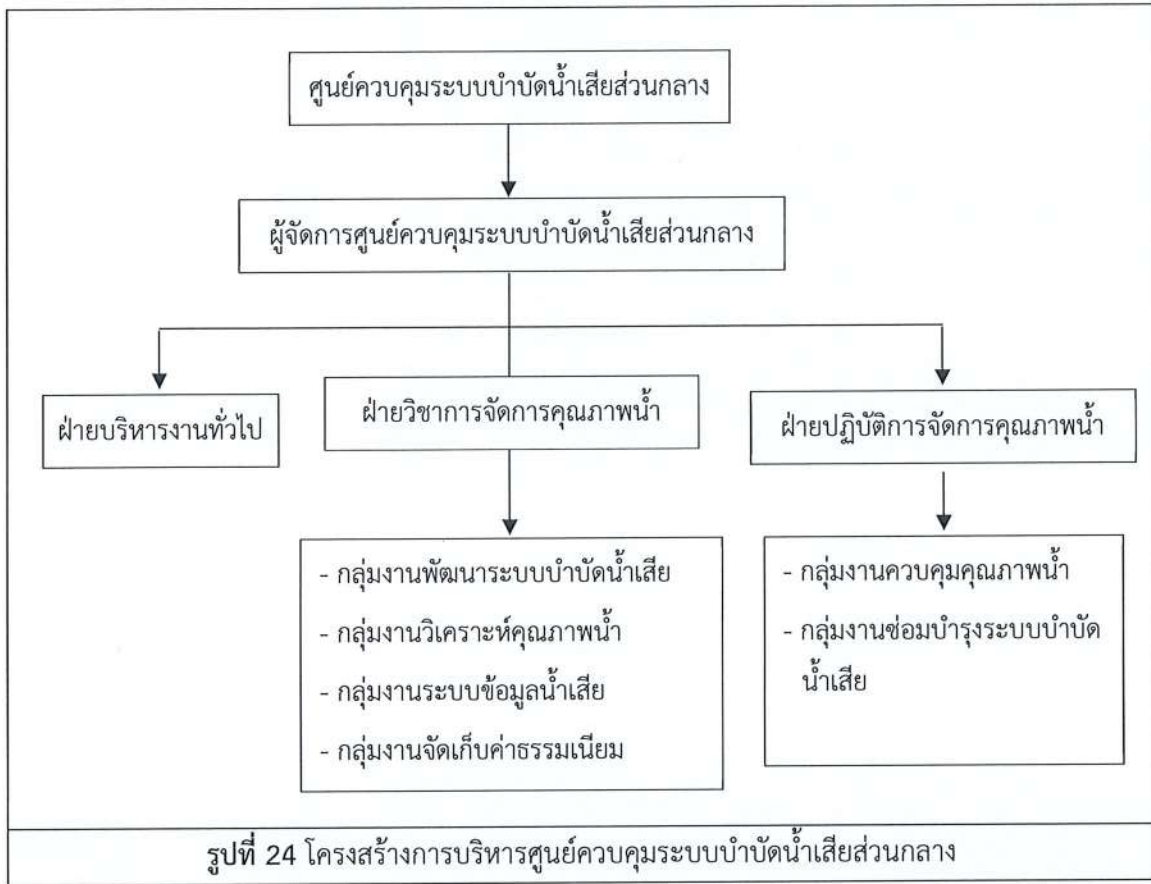 ศูนย์ควบคุมระบบบำบัดน้ำเสียส่วนกลาง
ผู้จัดการศูนย์ควบคุมระบบบำบัดน้ำเสียส่วนกลาง
ฝ่ายบริหารงานทั่วไป
ฝ่ายวิชาการจัดการคุณภาพน้ำ
ฝ่ายปฏิบัติการจัดการคุณภาพน้ำ
- กลุ่มงานพัฒนาระบบบำบัดน้ำเสีย
- กลุ่มงานวิเคราะห์คุณภาพน้ำ
- กลุ่มงานระบบข้อมูลน้ำเสีย
- กลุ่มงานจัดเก็บค่าธรรมเนียม
- กลุ่มงานควบคุมคุณภาพน้ำ
- กลุ่มงานซ่อมบำรุงระบบบำบัด
น้ำเสีย
รูปที่ 24 โครงสร้างการบริหารศูนย์ควบคุมระบบบำบัดน้ำเสียส่วนกลาง